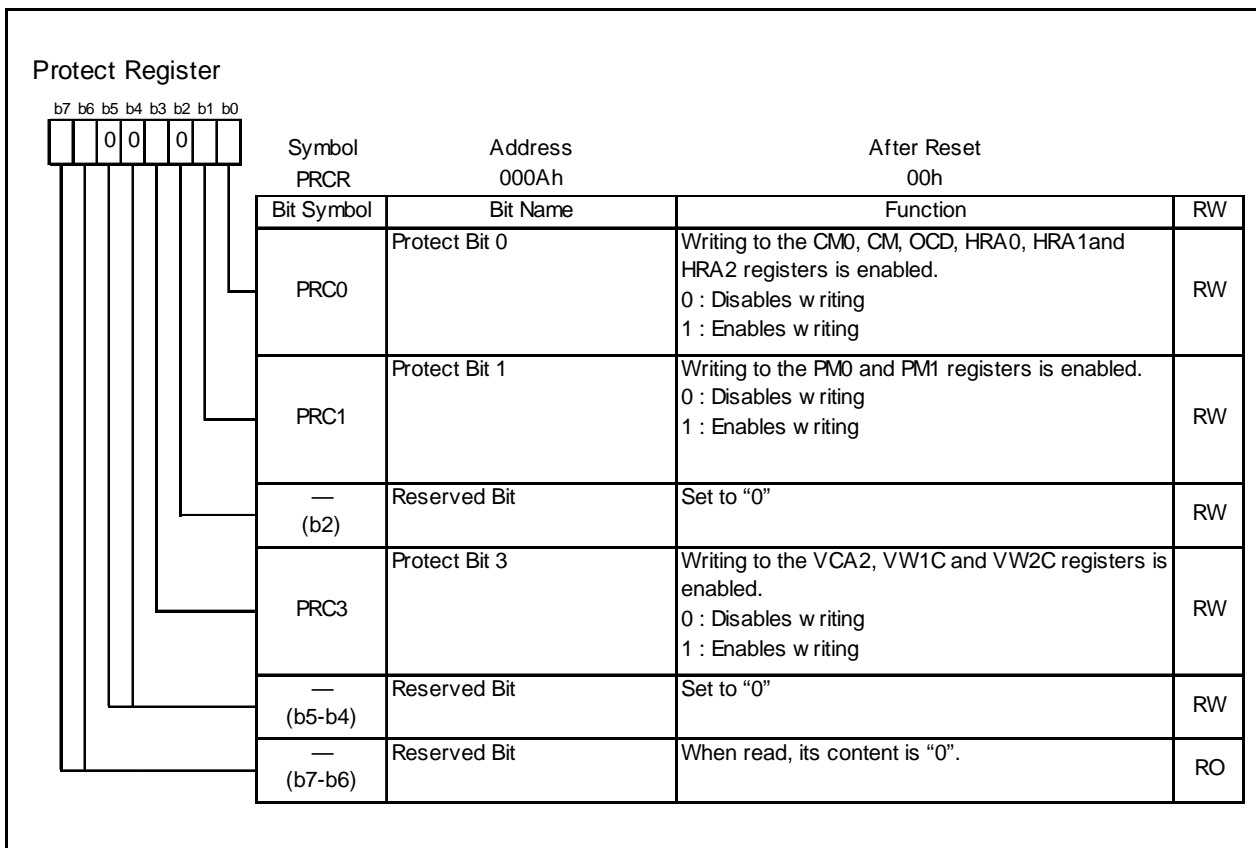 Protect Register
b7 b6 b5 b4 b3 b2 b1 b0
0 0 0
Symbol Address After Reset
PRCR 000Ah 00h
Bit Symbol Bit Name Function RW
PRC0 Protect Bit 0 Writing to the CM0, CM, OCD, HRA0, HRA1and
HRA2 registers is enabled.
0 : Disables w riting
1 : Enables w riting
RW
PRC1 Protect Bit 1 Writing to the PM0 and PM1 registers is enabled.
0 : Disables w riting
1 : Enables w riting
RW
—
(b2)
Reserved Bit Set to “0” RW
PRC3 Protect Bit 3 Writing to the VCA2, VW1C and VW2C registers is
enabled.
0 : Disables w riting
1 : Enables w riting
RW
—
(b5-b4)
Reserved Bit Set to “0” RW
—
(b7-b6)
Reserved Bit When read, its content is “0”. RO